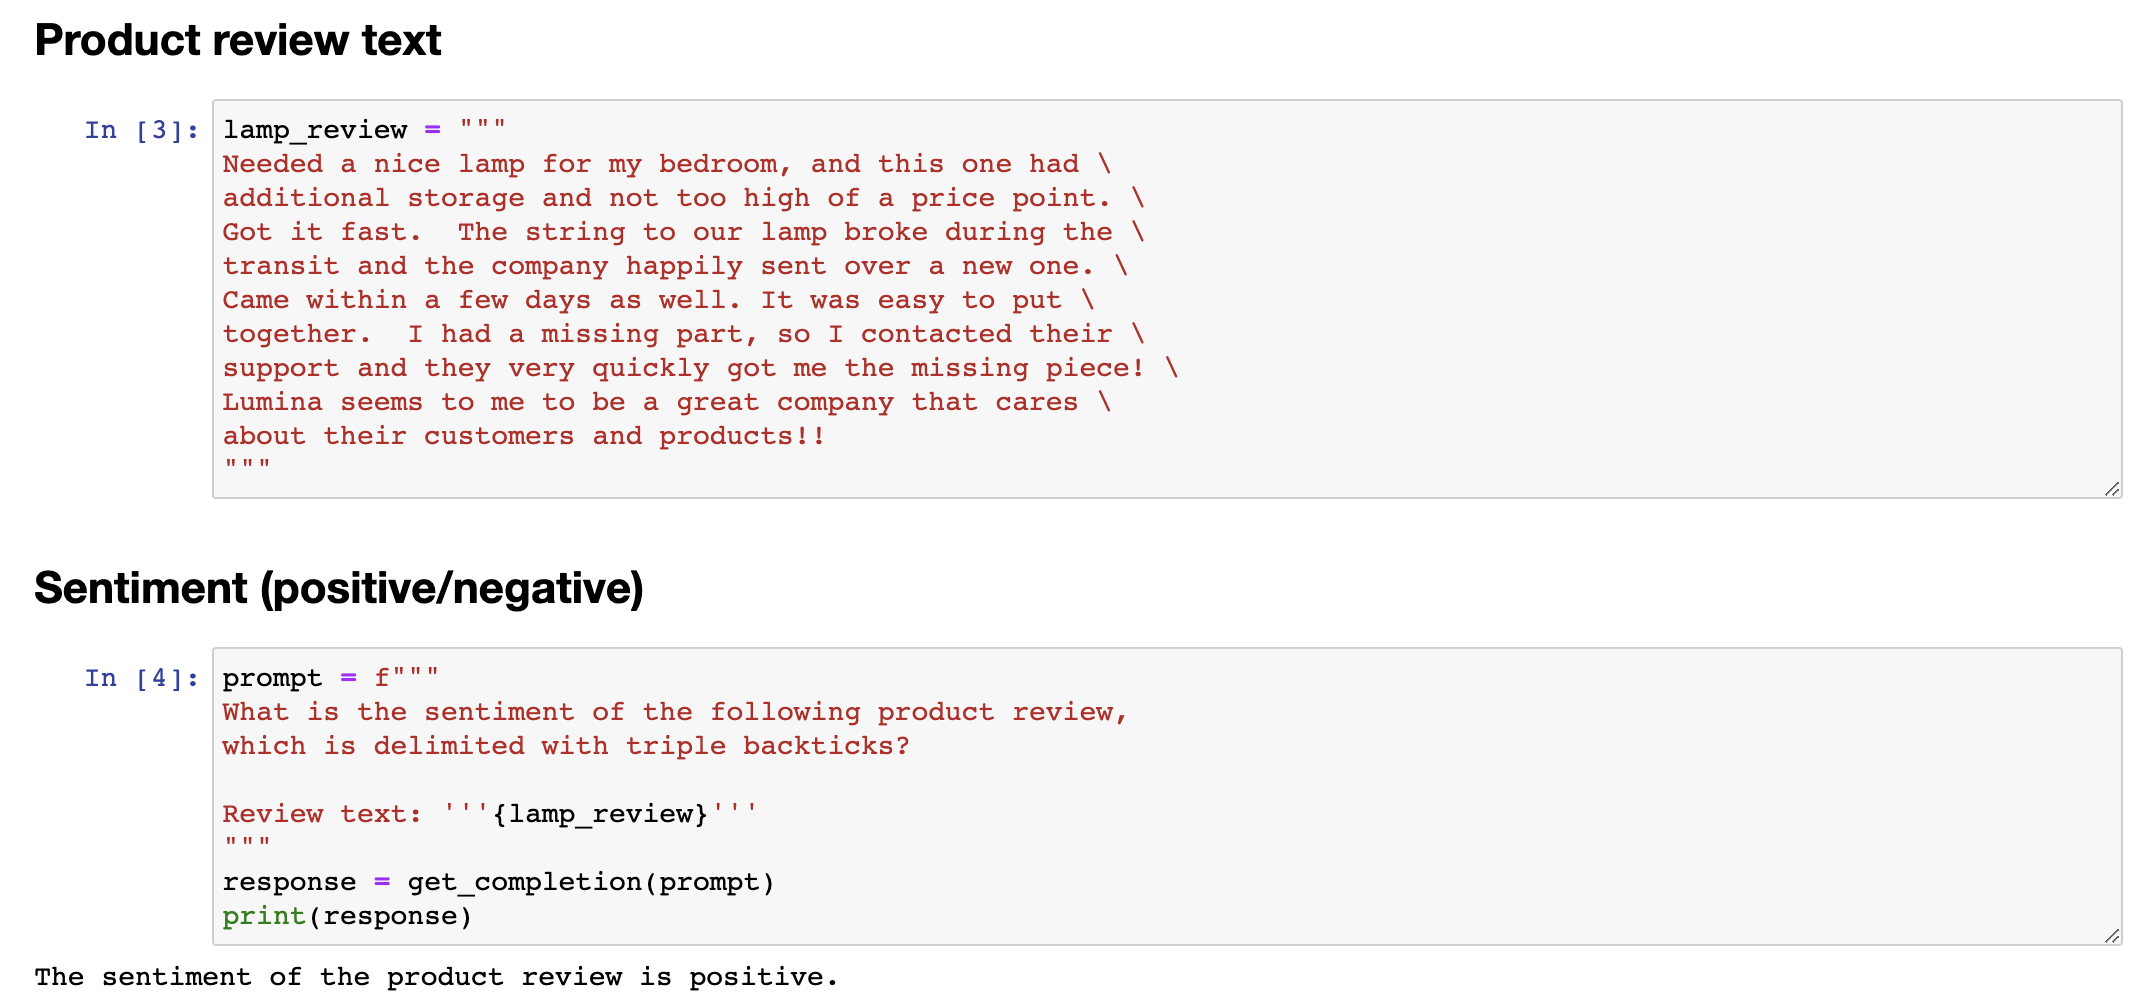 Product review text
In [3]: lamp_review = """
Needed a nice lamp for my bedroom, and this one had \
additional storage and not too high of a price point. \
Got it fast.  The string to our lamp broke during the \
transit and the company happily sent over a new one. \
Came within a few days as well. It was easy to put \
together.  I had a missing part, so I contacted their \
support and they very quickly got me the missing piece! \
Lumina seems to me to be a great company that cares \
about their customers and products!!
"""
Sentiment (positive/negative)
In [4]: prompt = f"""
What is the sentiment of the following product review,
which is delimited with triple backticks?
Review text: '''{lamp_review}'''
"""
response = get_completion(prompt)
print(response)
The sentiment of the product review is positive.